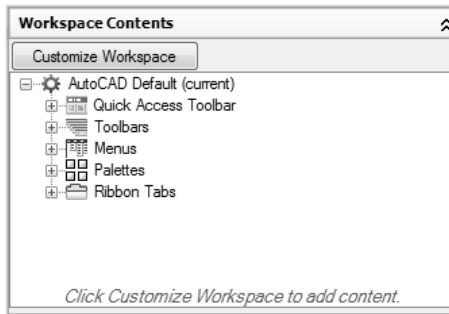 Workspace Contents
Customize Workspace
AutoCAD Default (current)
Quick Access Toolbar
Toolbars
Menus
Palettes
Ribbon Tabs
Click Customize Workspace to add content.